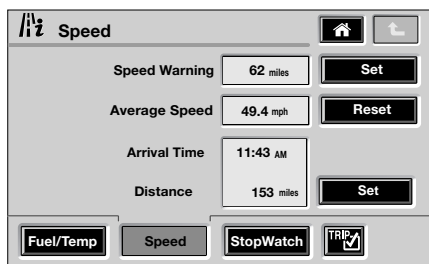 Speed
Speed Warning 62 miles Set
Average Speed 49.4 mph Reset
Arrival Time 11:43 AM
Distance 153 miles Set
Fuel/Temp Speed StopWatch TRIP